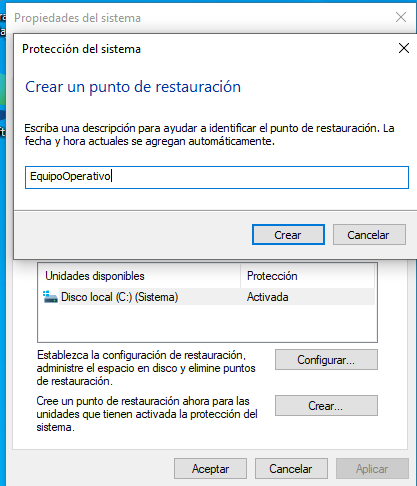 Propiedades del sistema
Protección del sistema
Crear un punto de restauración
Escriba una descripción para ayudar a identificar el punto de restauración. La
fecha y hora actuales se agregan automáticamente.
EquipoOperativo
Crear
Cancelar
Unidades disponibles
Protección
Disco local (C:) (Sistema)
Activada
Establezca la configuración de restauración,
administre el espacio en disco y elimine puntos
de restauración.
Configurar...
Cree un punto de restauración ahora para las
unidades que tienen activada la protección del
sistema.
Crear...
Aceptar
Cancelar
Aplicar